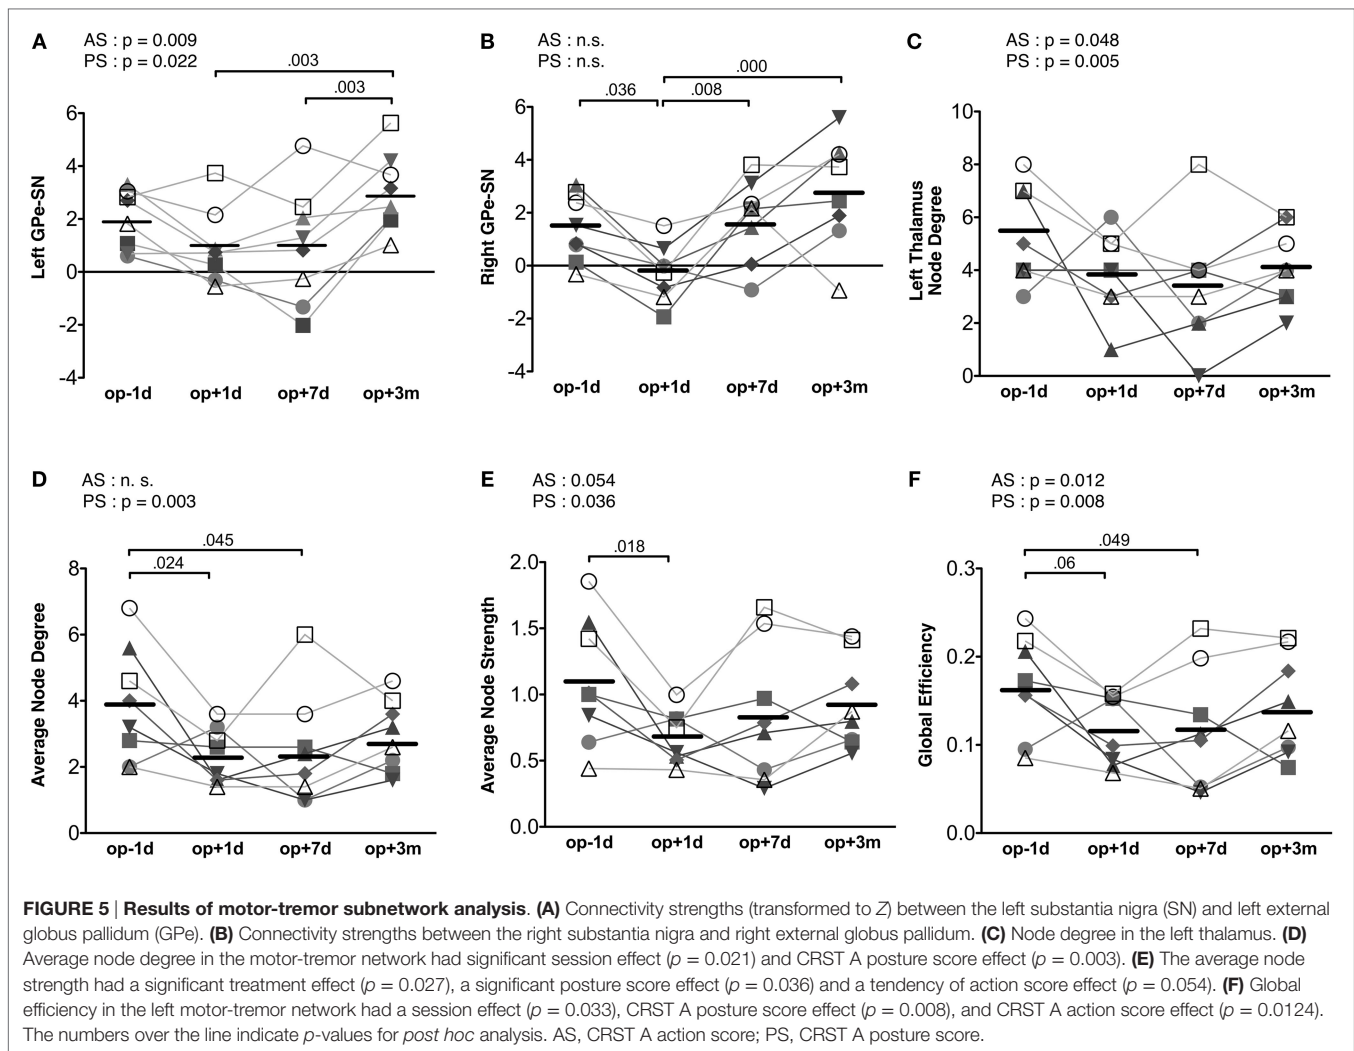 A
AS : p = 0.009
PS : p = 0.022
.003
.003
6
4
2
0
-2
-4
Left GPe-SN
op-1d op+1d op+7d op+3m
B
AS : n.s.
PS : n.s.
.000
.036 .008
6
4
2
0
-2
-4
Right GPe-SN
op-1d op+1d op+7d op+3m
C
AS : p = 0.048
PS : p = 0.005
10
8
6
4
2
0
Left Thalamus
Node Degree
op-1d op+1d op+7d op+3m
D
AS : n. s.
PS : p = 0.003
.045
.024
8
6
4
2
0
Average Node Degree
op-1d op+1d op+7d op+3m
E
AS : 0.054
PS : 0.036
.018
2.0
1.5
1.0
0.5
0.0
Average Node Strength
op-1d op+1d op+7d op+3m
F
AS : p = 0.012
PS : p = 0.008
.049
.06
0.3
0.2
0.1
0.0
Global Efficiency
op-1d op+1d op+7d op+3m
FIGURE 5 | Results of motor-tremor subnetwork analysis. (A) Connectivity strengths (transformed to Z) between the left substantia nigra (SN) and left external
globus pallidum (GPe). (B) Connectivity strengths between the right substantia nigra and right external globus pallidum. (C) Node degree in the left thalamus. (D)
Average node degree in the motor-tremor network had significant session effect (p = 0.021) and CRST A posture score effect (p = 0.003). (E) The average node
strength had a significant treatment effect (p = 0.027), a significant posture score effect (p = 0.036) and a tendency of action score effect (p = 0.054). (F) Global
efficiency in the left motor-tremor network had a session effect (p = 0.033), CRST A posture score effect (p = 0.008), and CRST A action score effect (p = 0.0124).
The numbers over the line indicate p-values for post hoc analysis. AS, CRST A action score; PS, CRST A posture score.